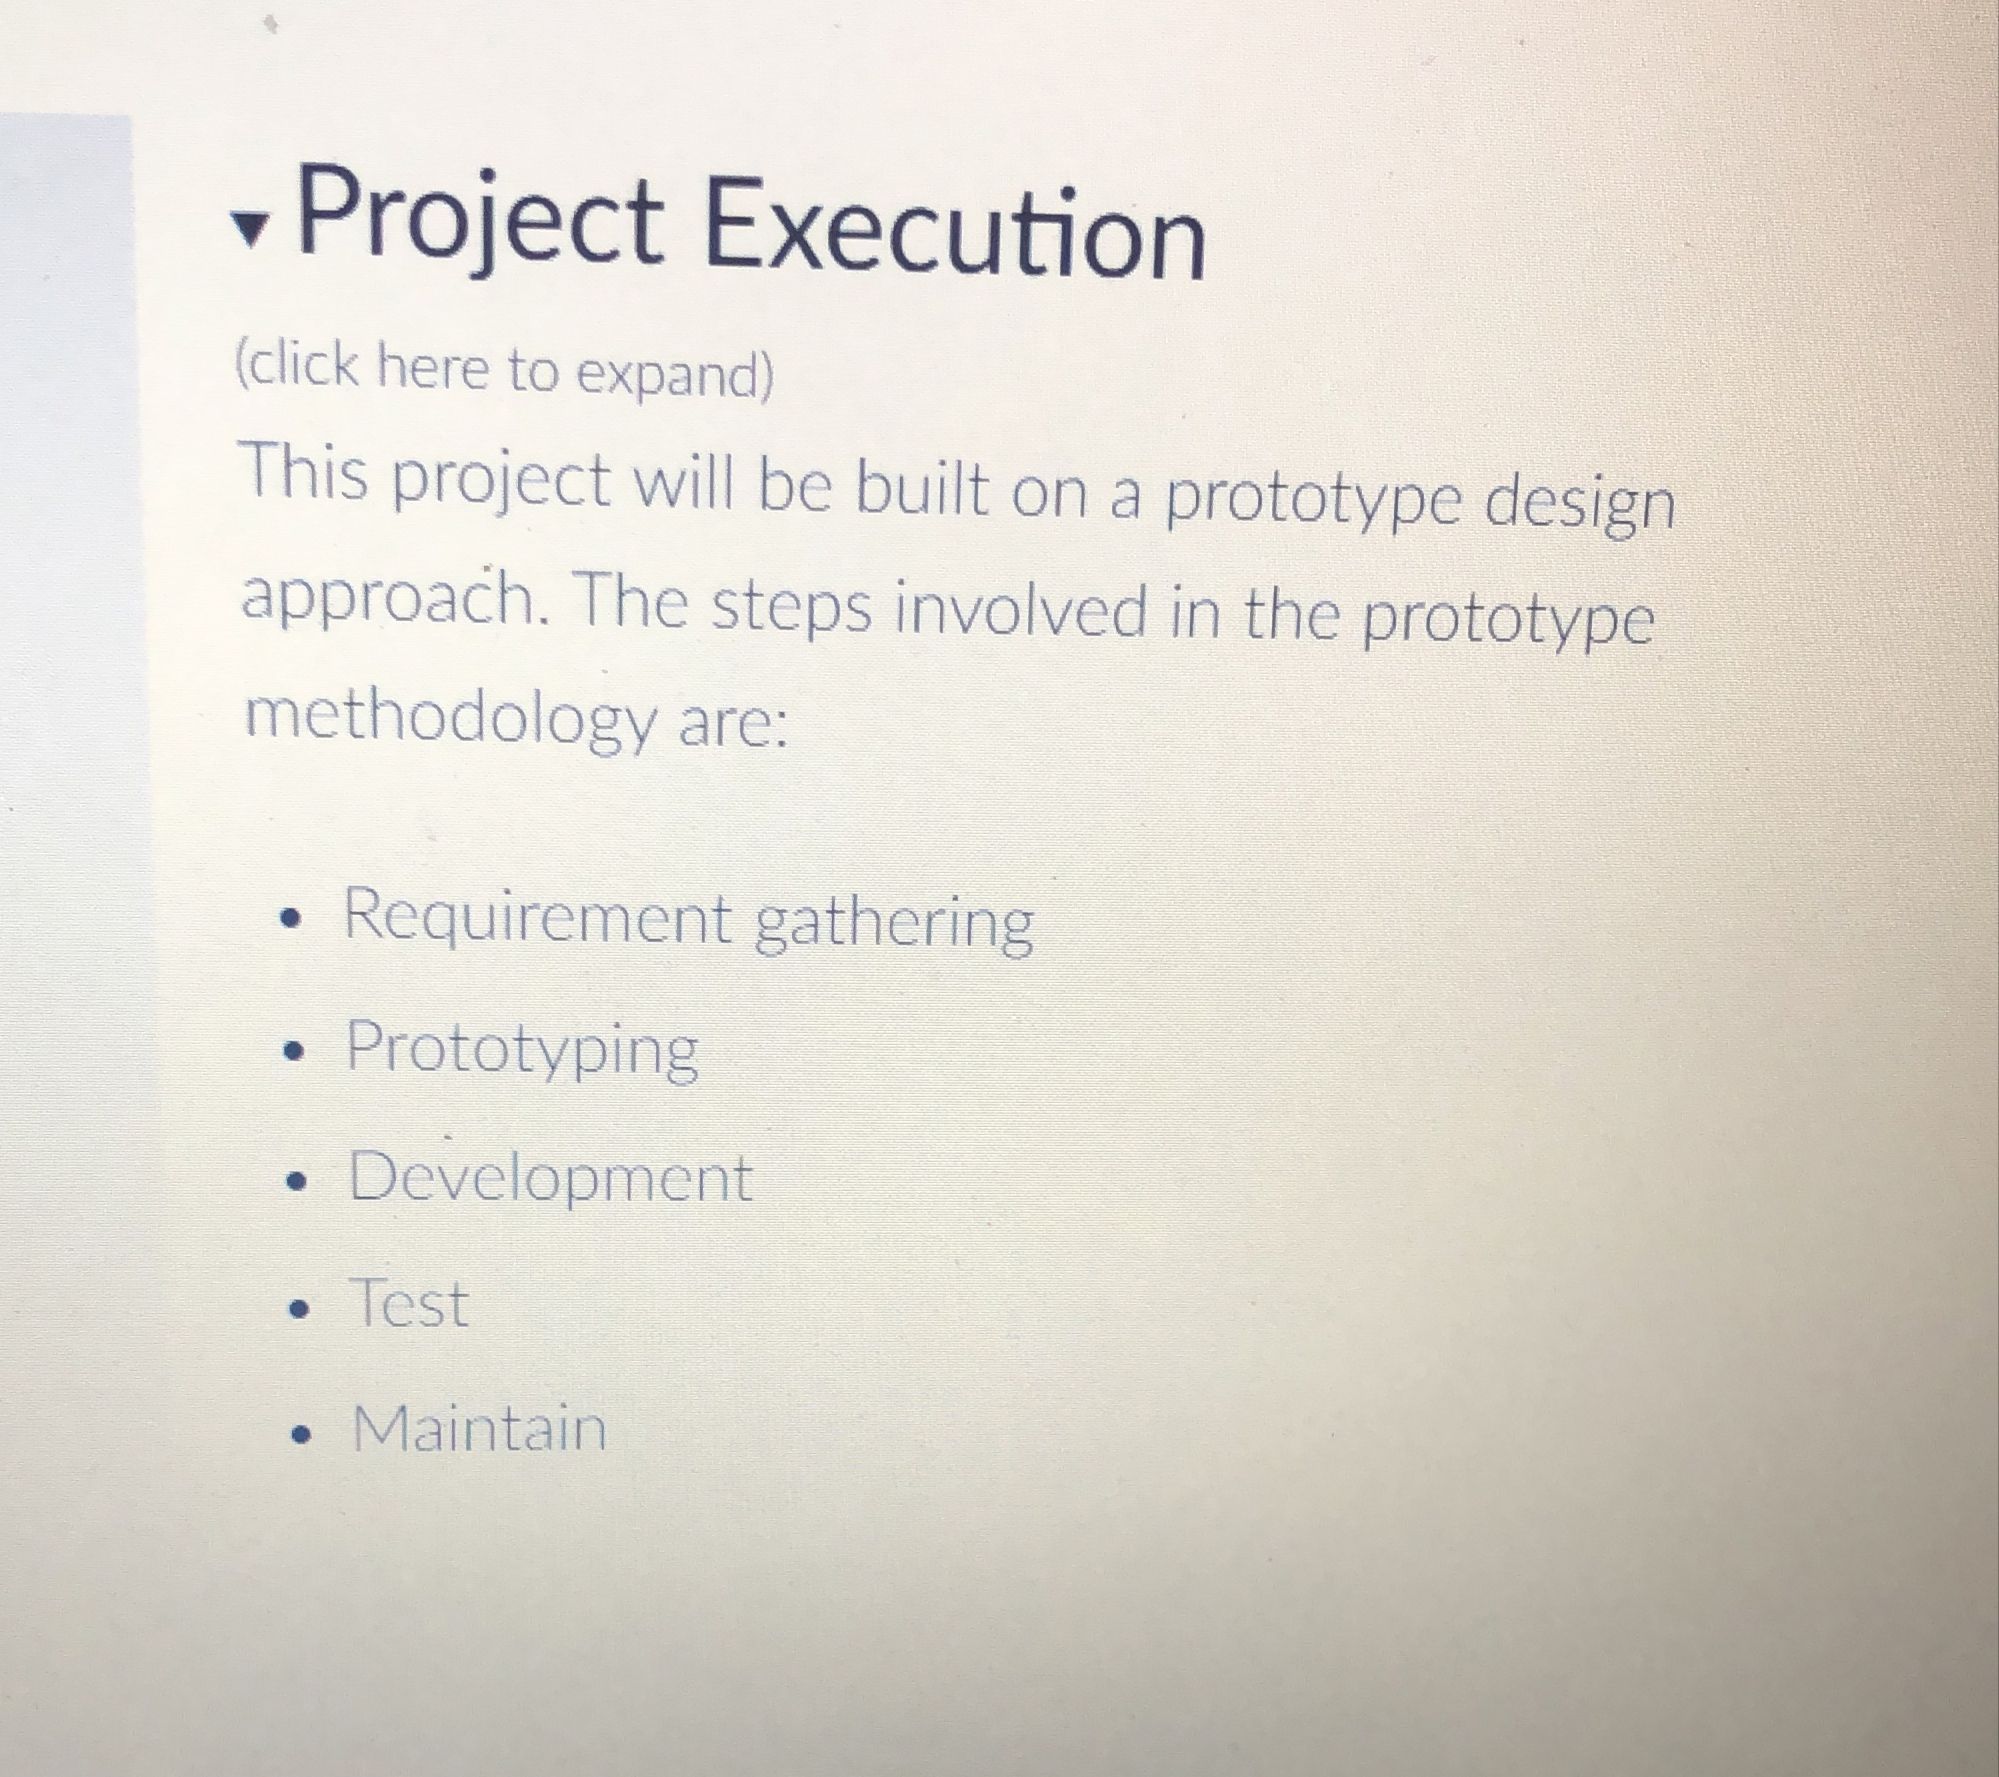 Project Execution
(click here to expand)
This project will be built on a prototype design
approach. The steps involved in the prototype
methodology are:
Requirement gathering
Prototyping
Development
Test
Maintain